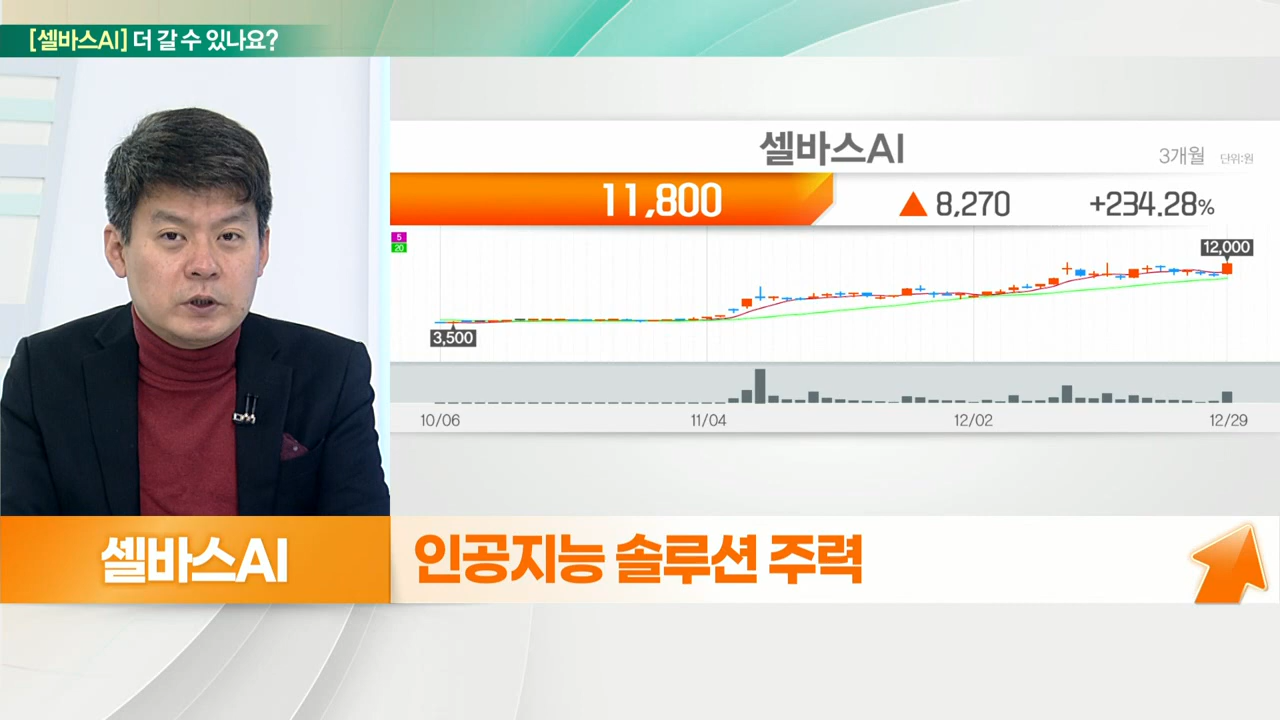 [셀바스AI] 더 갈 수 있나요?
셀바스AI
3개월 단위:원
11,800 ▲ 8,270 +234.28%
5
20
12,000
3,500
10/06 11/04 12/02 12/29
셀바스AI
인공지능 솔루션 주력